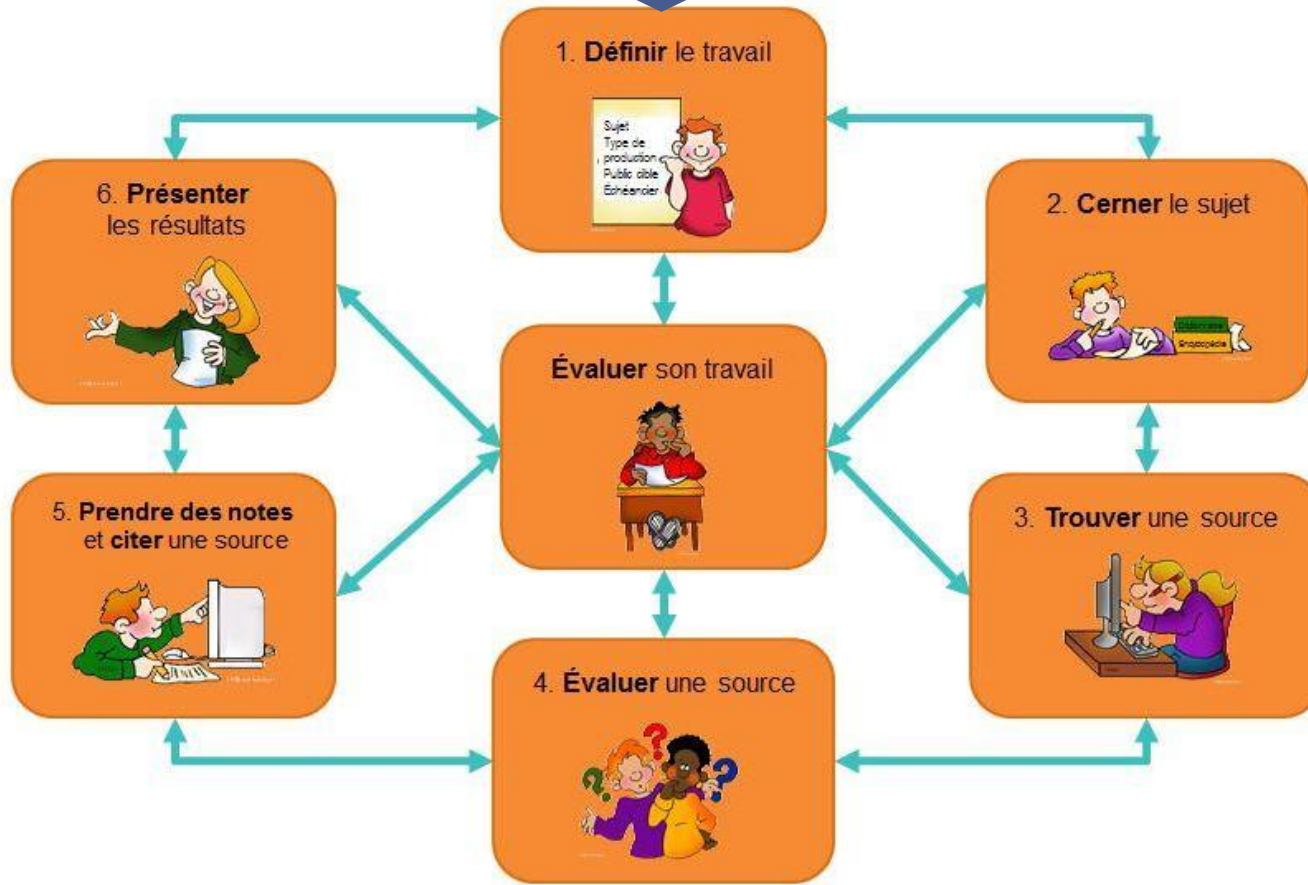 1. Définir le travail
Sujet
Type de
production
Public cible
Échéancier
2. Cerner le sujet
Encyclopédie
3. Trouver une source
4. Évaluer une source
5. Prendre des notes
et citer une source
6. Présenter
les résultats
Évaluer son travail